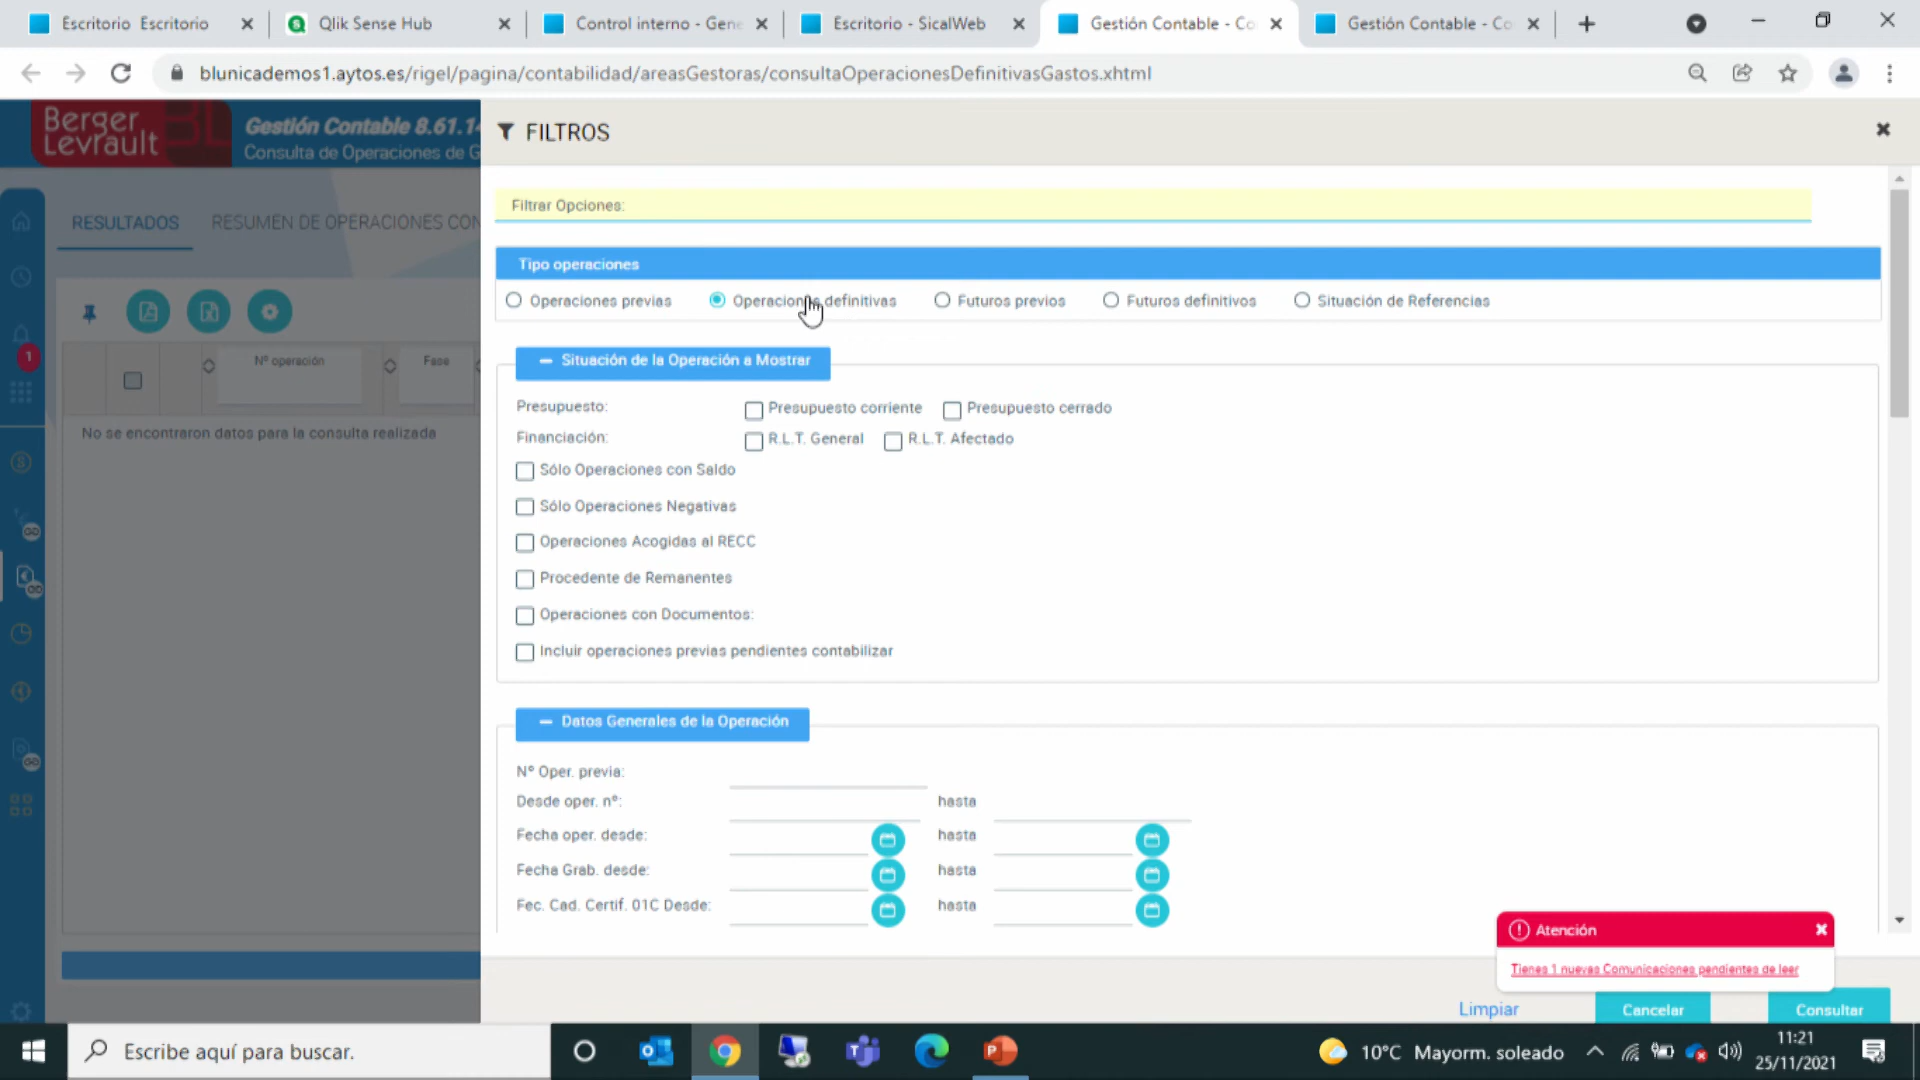 Escritorio Escritorio
Qlik Sense Hub
Control interno - Gene
Escritorio - SicalWeb
Gestión Contable - Co
Gestión Contable - Co
blunicademos1.aytos.es/rigel/pagina/contabilidad/areasGestoras/consultaOperacionesDefinitivasGastos.xhtml
Berger
Levrault
Gestión Contable 8.61.14
Consulta de Operaciones de G
FILTROS
Filtrar Opciones:
RESULTADOS
RESUMEN DE OPERACIONES CON
Tipo operaciones
Operaciones previas
Operaciones definitivas
Futuros previos
Futuros definitivos
Situación de Referencias
1
Nº operación
Fase
No se encontraron datos para la consulta realizada
Situación de la Operación a Mostrar
Presupuesto:
Presupuesto corriente
Presupuesto cerrado
Financiación:
R.L.T. General
R.L.T. Afectado
Sólo Operaciones con Saldo
Sólo Operaciones Negativas
Operaciones Acogidas al RECC
Procedente de Remanentes
Operaciones con Documentos:
Incluir operaciones previas pendientes contabilizar
Datos Generales de la Operación
Nº Oper. previa:
Desde oper. nº:
hasta
Fecha oper. desde:
hasta
Fecha Grab. desde:
hasta
Fec. Cad. Certif. 01C Desde:
hasta
Atención
Tienes 1 nuevas Comunicaciones pendientes de leer
Limpiar
Cancelar
Consultar
Escribe aquí para buscar.
10°C Mayorm. soleado
11:21
25/11/2021